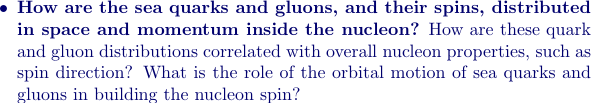 • How are the sea quarks and gluons, and their spins, distributed
in space and momentum inside the nucleon? How are these quark
and gluon distributions correlated with overall nucleon properties, such as
spin direction? What is the role of the orbital motion of sea quarks and
gluons in building the nucleon spin?